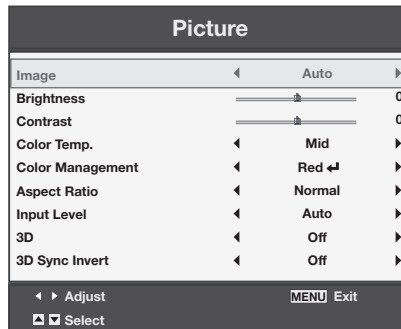 Picture
Image Auto
Brightness 0
Contrast 0
Color Temp. Mid
Color Management Red
Aspect Ratio Normal
Input Level Auto
3D Off
3D Sync Invert Off
Adjust MENU Exit
Select